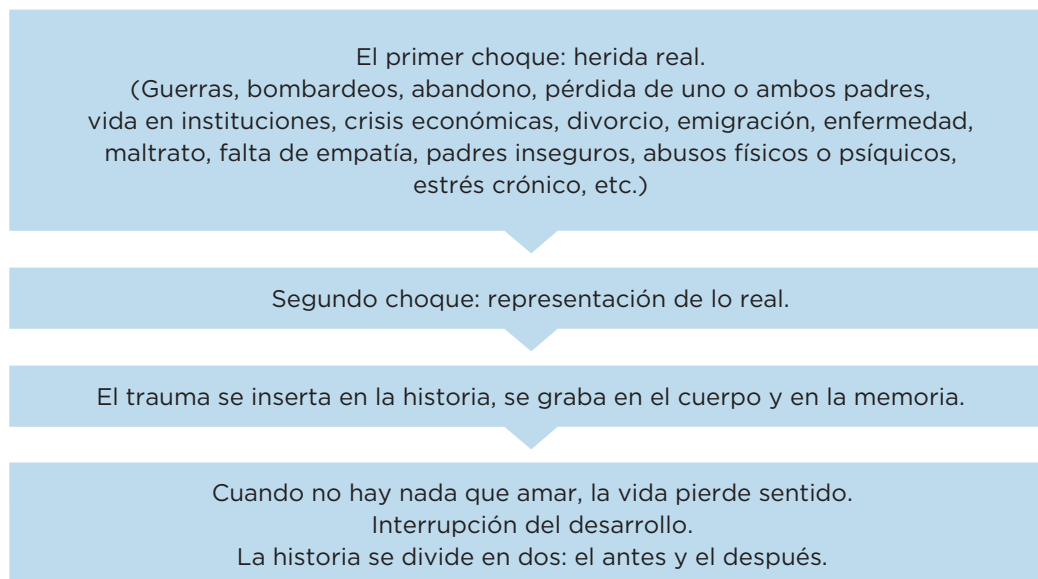 El primer choque: herida real.
(Guerras, bombardeos, abandono, pérdida de uno o ambos padres,
vida en instituciones, crisis económicas, divorcio, emigración, enfermedad,
maltrato, falta de empatía, padres inseguros, abusos físicos o psíquicos,
estrés crónico, etc.)
Segundo choque: representación de lo real.
El trauma se inserta en la historia, se graba en el cuerpo y en la memoria.
Cuando no hay nada que amar, la vida pierde sentido.
Interrupción del desarrollo.
La historia se divide en dos: el antes y el después.